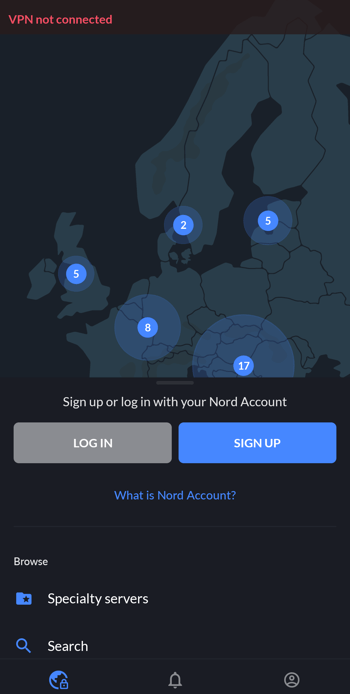 VPN not connected
2
5
5
8
17
Sign up or log in with your Nord Account
LOG IN
SIGN UP
What is Nord Account?
Browse
Specialty servers
Search